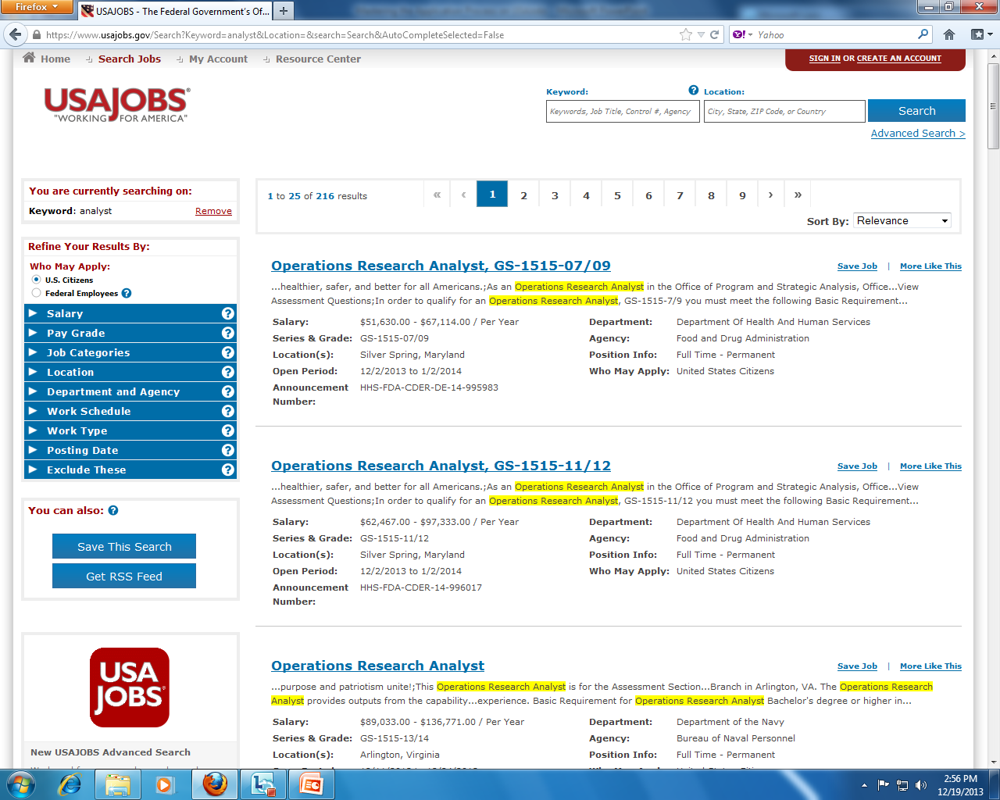 Firefox
USAJOBS - The Federal Government's Of...
https://www.usajobs.gov/Search?Keyword=analyst&Location=&search=Search&AutoCompleteSelected=False
Yahoo
Home
Search Jobs
My Account
Resource Center
SIGN IN OR CREATE AN ACCOUNT
USAJOBS®
"WORKING FOR AMERICA"
Keyword:
Location:
Keywords, Job Title, Control #, Agency
City, State, ZIP Code, or Country
Search
Advanced Search >
You are currently searching on:
Keyword: analyst
Remove
Refine Your Results By:
Who May Apply:
U.S. Citizens
Federal Employees ?
Salary ?
Pay Grade ?
Job Categories ?
Location ?
Department and Agency ?
Work Schedule ?
Work Type ?
Posting Date ?
Exclude These ?
You can also: ?
Save This Search
Get RSS Feed
USA
JOBS
New USAJOBS Advanced Search
1 to 25 of 216 results
« ‹ 1 2 3 4 5 6 7 8 9 › »
Sort By: Relevance
Operations Research Analyst, GS-1515-07/09
Save Job | More Like This
...healthier, safer, and better for all Americans.;As an Operations Research Analyst in the Office of Program and Strategic Analysis, Office...View
Assessment Questions;In order to qualify for an Operations Research Analyst, GS-1515-7/9 you must meet the following Basic Requirement...
Salary: $51,630.00 - $67,114.00 / Per Year
Department: Department Of Health And Human Services
Series & Grade: GS-1515-07/09
Agency: Food and Drug Administration
Location(s): Silver Spring, Maryland
Position Info: Full Time - Permanent
Open Period: 12/2/2013 to 1/2/2014
Who May Apply: United States Citizens
Announcement HHS-FDA-CDER-DE-14-995983
Number:
Operations Research Analyst, GS-1515-11/12
Save Job | More Like This
...healthier, safer, and better for all Americans.;As an Operations Research Analyst in the Office of Program and Strategic Analysis, Office...View
Assessment Questions;In order to qualify for an Operations Research Analyst, GS-1515-11/12 you must meet the following Basic Requirement...
Salary: $62,467.00 - $97,333.00 / Per Year
Department: Department Of Health And Human Services
Series & Grade: GS-1515-11/12
Agency: Food and Drug Administration
Location(s): Silver Spring, Maryland
Position Info: Full Time - Permanent
Open Period: 12/2/2013 to 1/2/2014
Who May Apply: United States Citizens
Announcement HHS-FDA-CDER-14-996017
Number:
Operations Research Analyst
Save Job | More Like This
...purpose and patriotism unite!;This Operations Research Analyst is for the Assessment Section...Branch in Arlington, VA. The Operations Research
Analyst provides outputs from the capability...experience. Basic Requirement for Operations Research Analyst Bachelor's degree or higher in...
Salary: $89,033.00 - $136,771.00 / Per Year
Department: Department of the Navy
Series & Grade: GS-1515-13/14
Agency: Bureau of Naval Personnel
Location(s): Arlington, Virginia
Position Info: Full Time - Permanent
2:56 PM
12/19/2013